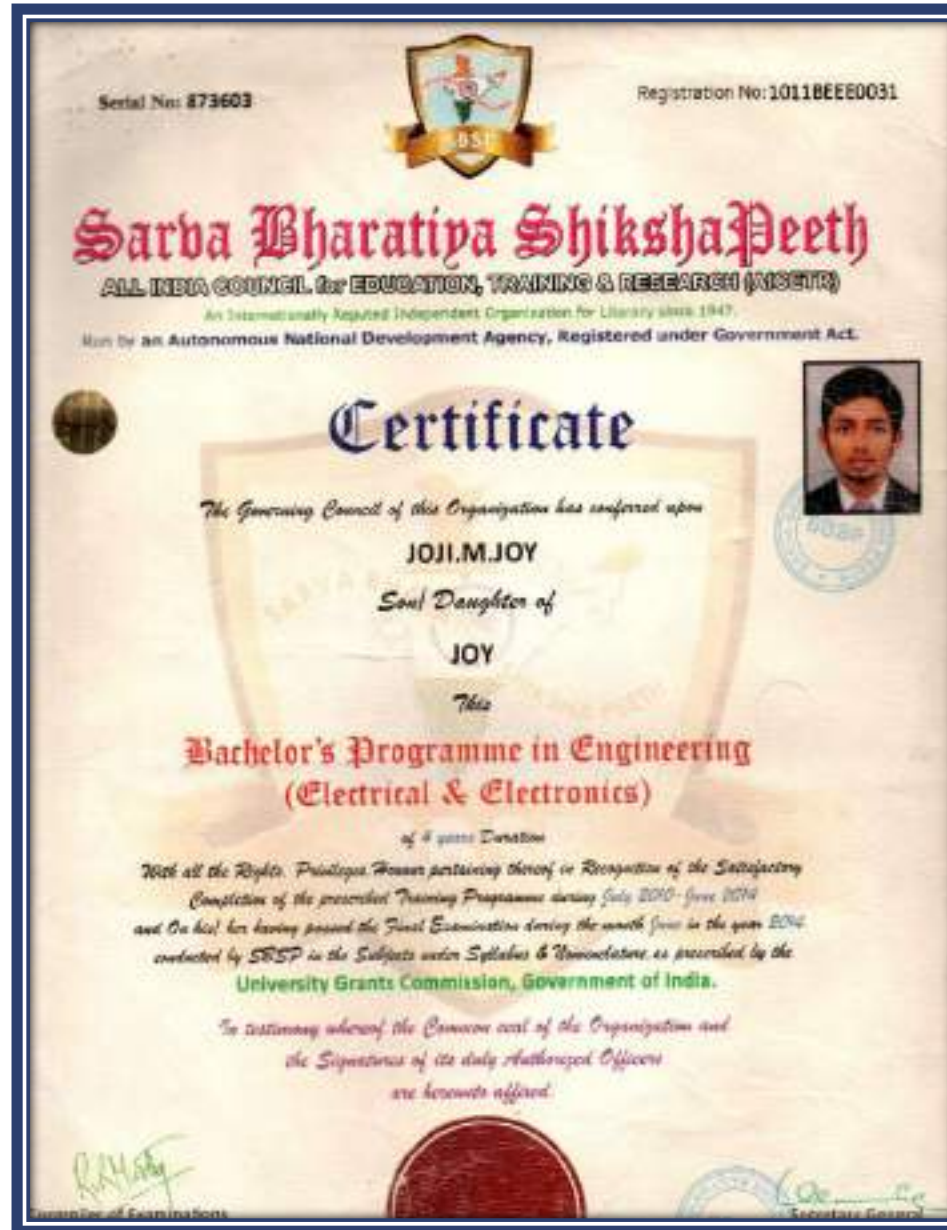 Serial No: 873603
Registration No: 1011BEEE0031
SBSP
Sarva Bharatiya ShikshaPeeth
ALL INDIA COUNCIL for EDUCATION, TRAINING & RESEARCH (AICETR)
An Internationally Reputed Independent Organization for Literacy since 1947.
Run by an Autonomous National Development Agency, Registered under Government Act.
Certificate
The Governing Council of this Organization has conferred upon
JOJI.M.JOY
Son/ Daughter of
JOY
This
Bachelor's Programme in Engineering
(Electrical & Electronics)
of 4 years Duration
With all the Rights, Privileges Honour pertaining thereof in Recognition of the Satisfactory
Completion of the prescribed Training Programme during July 2010-June 2014
and On his/ her having passed the Final Examination during the month June in the year 2014
conducted by SBSP in the Subjects under Syllabus & Nomenclature as prescribed by the
University Grants Commission, Government of India.
In testimony whereof the Common seal of the Organization and
the Signatures of its duly Authorized Officers
are hereunto affixed.
of Examinations
Secretary General